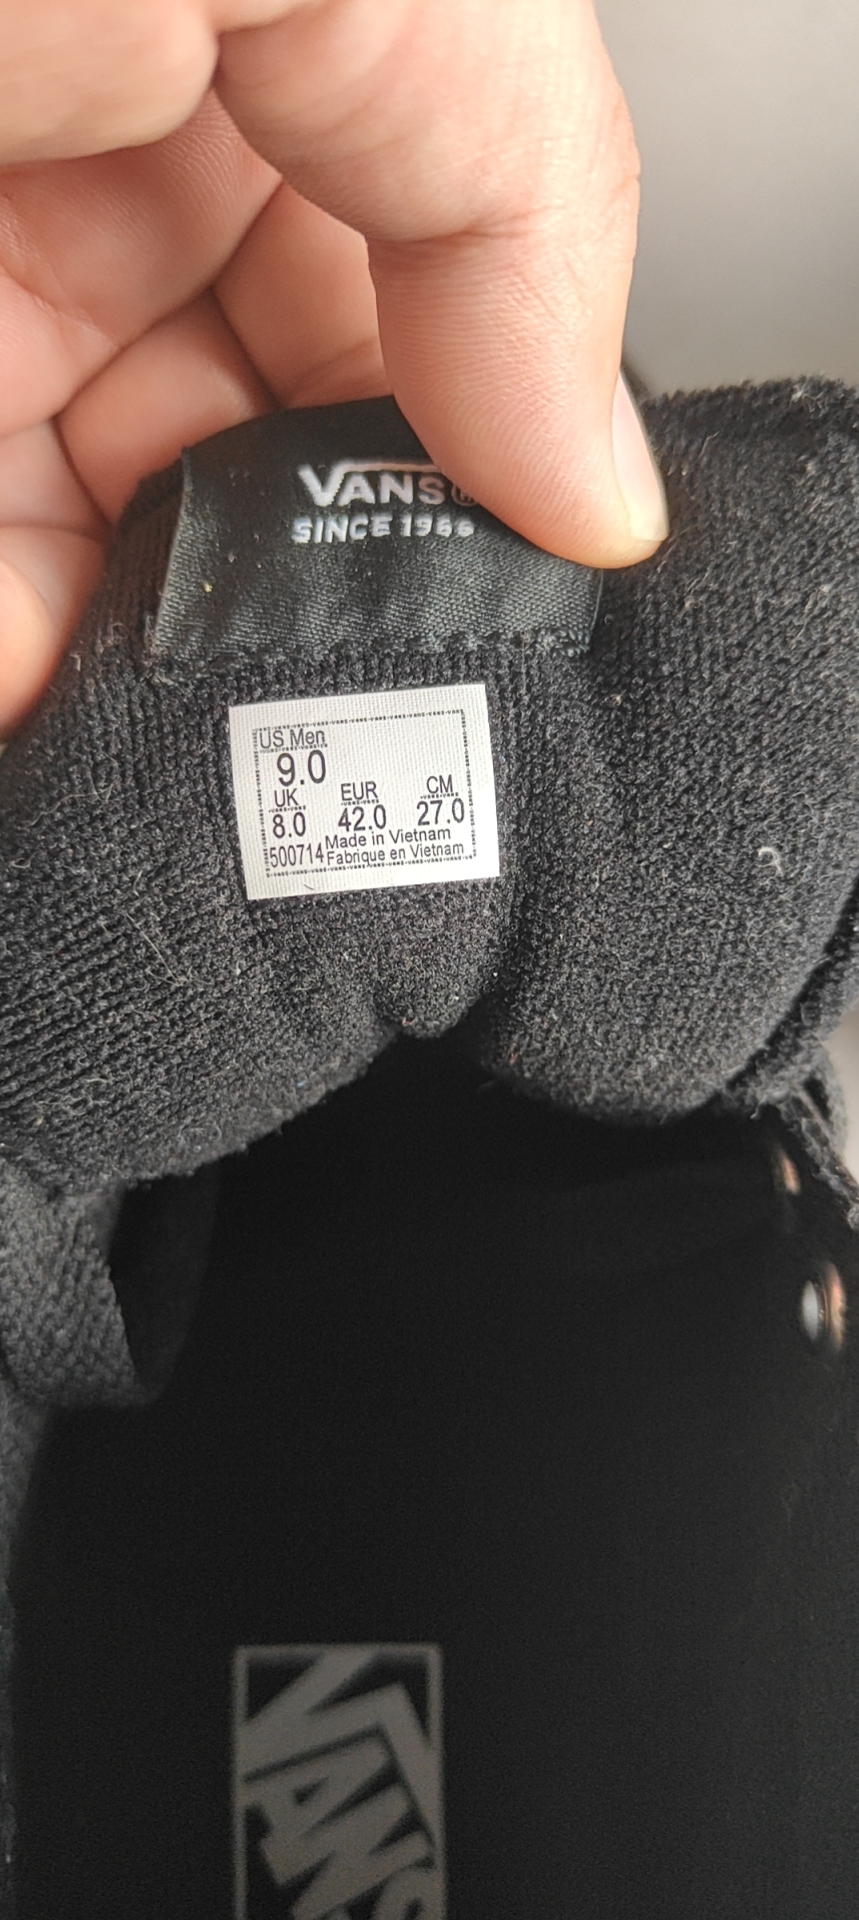 VANS®
SINCE 1966
US Men
9.0
UK EUR CM
8.0 42.0 27.0
Made in Vietnam
500714 Fabrique en Vietnam
VANS